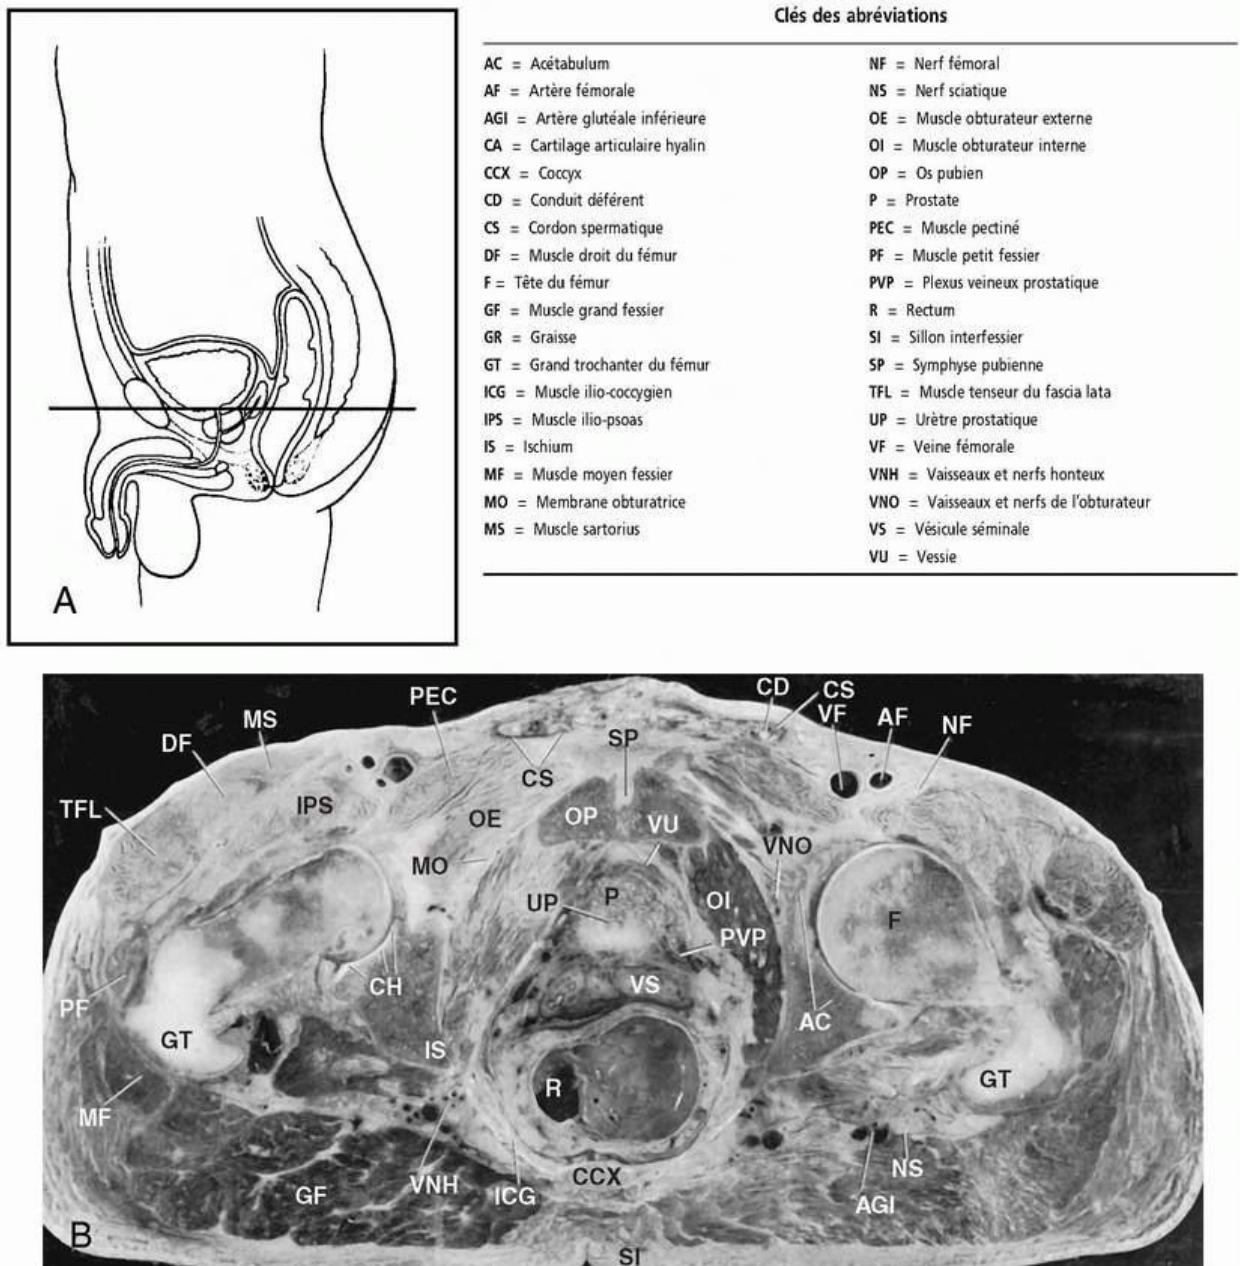 A
Clés des abréviations
AC = Acétabulum
AF = Artère fémorale
AGI = Artère glutéale inférieure
CA = Cartilage articulaire hyalin
CCX = Coccyx
CD = Conduit déférent
CS = Cordon spermatique
DF = Muscle droit du fémur
F = Tête du fémur
GF = Muscle grand fessier
GR = Graisse
GT = Grand trochanter du fémur
ICG = Muscle ilio-coccygien
IPS = Muscle ilio-psoas
IS = Ischium
MF = Muscle moyen fessier
MO = Membrane obturatrice
MS = Muscle sartorius
NF = Nerf fémoral
NS = Nerf sciatique
OE = Muscle obturateur externe
OI = Muscle obturateur interne
OP = Os pubien
P = Prostate
PEC = Muscle pectiné
PF = Muscle petit fessier
PVP = Plexus veineux prostatique
R = Rectum
SI = Sillon interfessier
SP = Symphyse pubienne
TFL = Muscle tenseur du fascia lata
UP = Urètre prostatique
VF = Veine fémorale
VNH = Vaisseaux et nerfs honteux
VNO = Vaisseaux et nerfs de l'obturateur
VS = Vésicule séminale
VU = Vessie
PEC
CD
CS
MS
VF
AF
NF
DF
SP
CS
TFL
IPS
OE
OP
VU
VNO
MO
P
UP
OI
F
PVP
CH
VS
PF
AC
GT
IS
R
GT
MF
VNH
ICG
CCX
NS
GF
AGI
B
SI